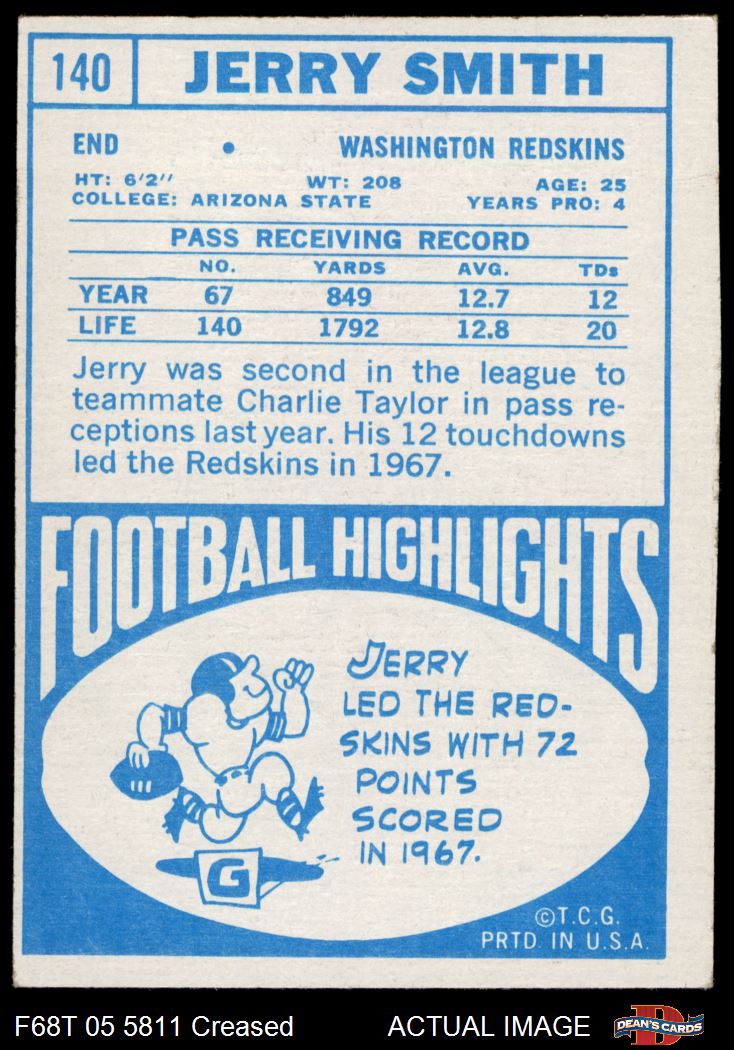 140 JERRY SMITH
END • WASHINGTON REDSKINS
HT: 6'2" WT: 208 AGE: 25
COLLEGE: ARIZONA STATE YEARS PRO: 4
PASS RECEIVING RECORD
NO. YARDS AVG. TDs
YEAR 67 849 12.7 12
LIFE 140 1792 12.8 20
Jerry was second in the league to
teammate Charlie Taylor in pass re-
ceptions last year. His 12 touchdowns
led the Redskins in 1967.
FOOTBALL HIGHLIGHTS
JERRY
LED THE RED-
SKINS WITH 72
POINTS
SCORED
IN 1967.
G
©T.C.G.
PRTD. IN U.S.A.
F68T 05 5811 Creased ACTUAL IMAGE D DEAN'S CARDS